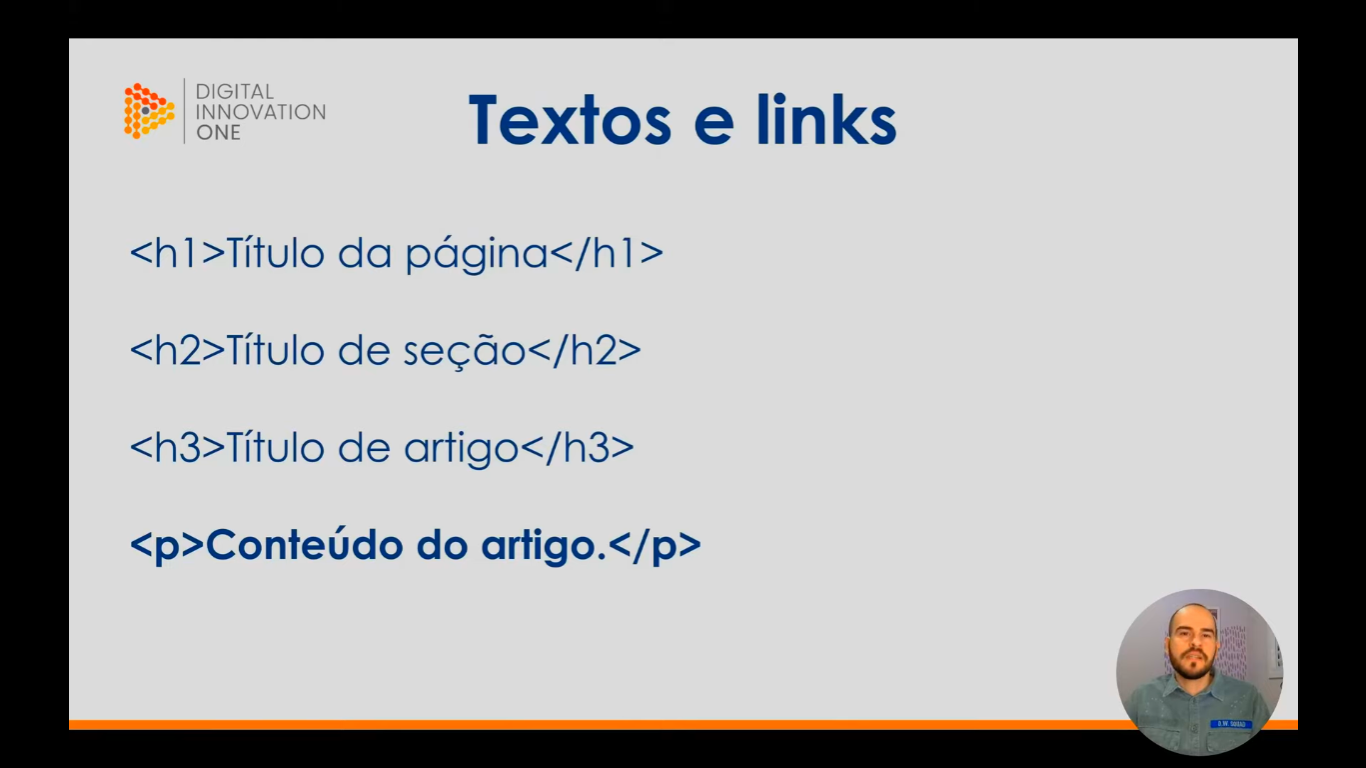 DIGITAL
INNOVATION
ONE
Textos e links
<h1>Título da página</h1>
<h2>Título de seção</h2>
<h3>Título de artigo</h3>
<p>Conteúdo do artigo.</p>